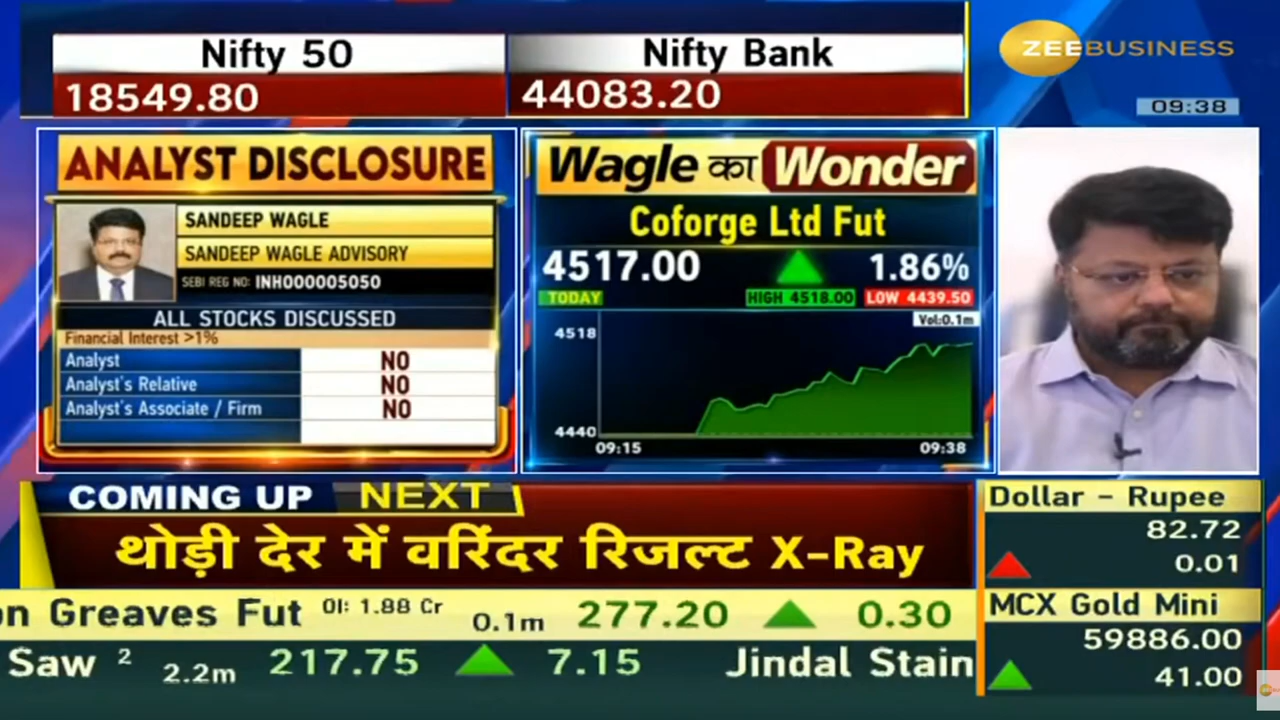 Nifty 50
18549.80
Nifty Bank
44083.20
ZEEBUSINESS
09:38
ANALYST DISCLOSURE
SANDEEP WAGLE
SANDEEP WAGLE ADVISORY
SEBI REG NO: INH000005050
ALL STOCKS DISCUSSED
Financial Interest >1%
Analyst NO
Analyst's Relative NO
Analyst's Associate / Firm NO
Wagle का Wonder
Coforge Ltd Fut
4517.00 1.86%
TODAY HIGH 4518.00 LOW 4439.50
Vol:0.1m
4518
4440
09:15 09:38
COMING UP NEXT
थोड़ी देर में वरिंदर रिजल्ट X-Ray
Dollar - Rupee
82.72
0.01
MCX Gold Mini
59886.00
41.00
on Greaves Fut OI: 1.88 Cr 0.1m 277.20 0.30
Saw 2 2.2m 217.75 7.15 Jindal Stain